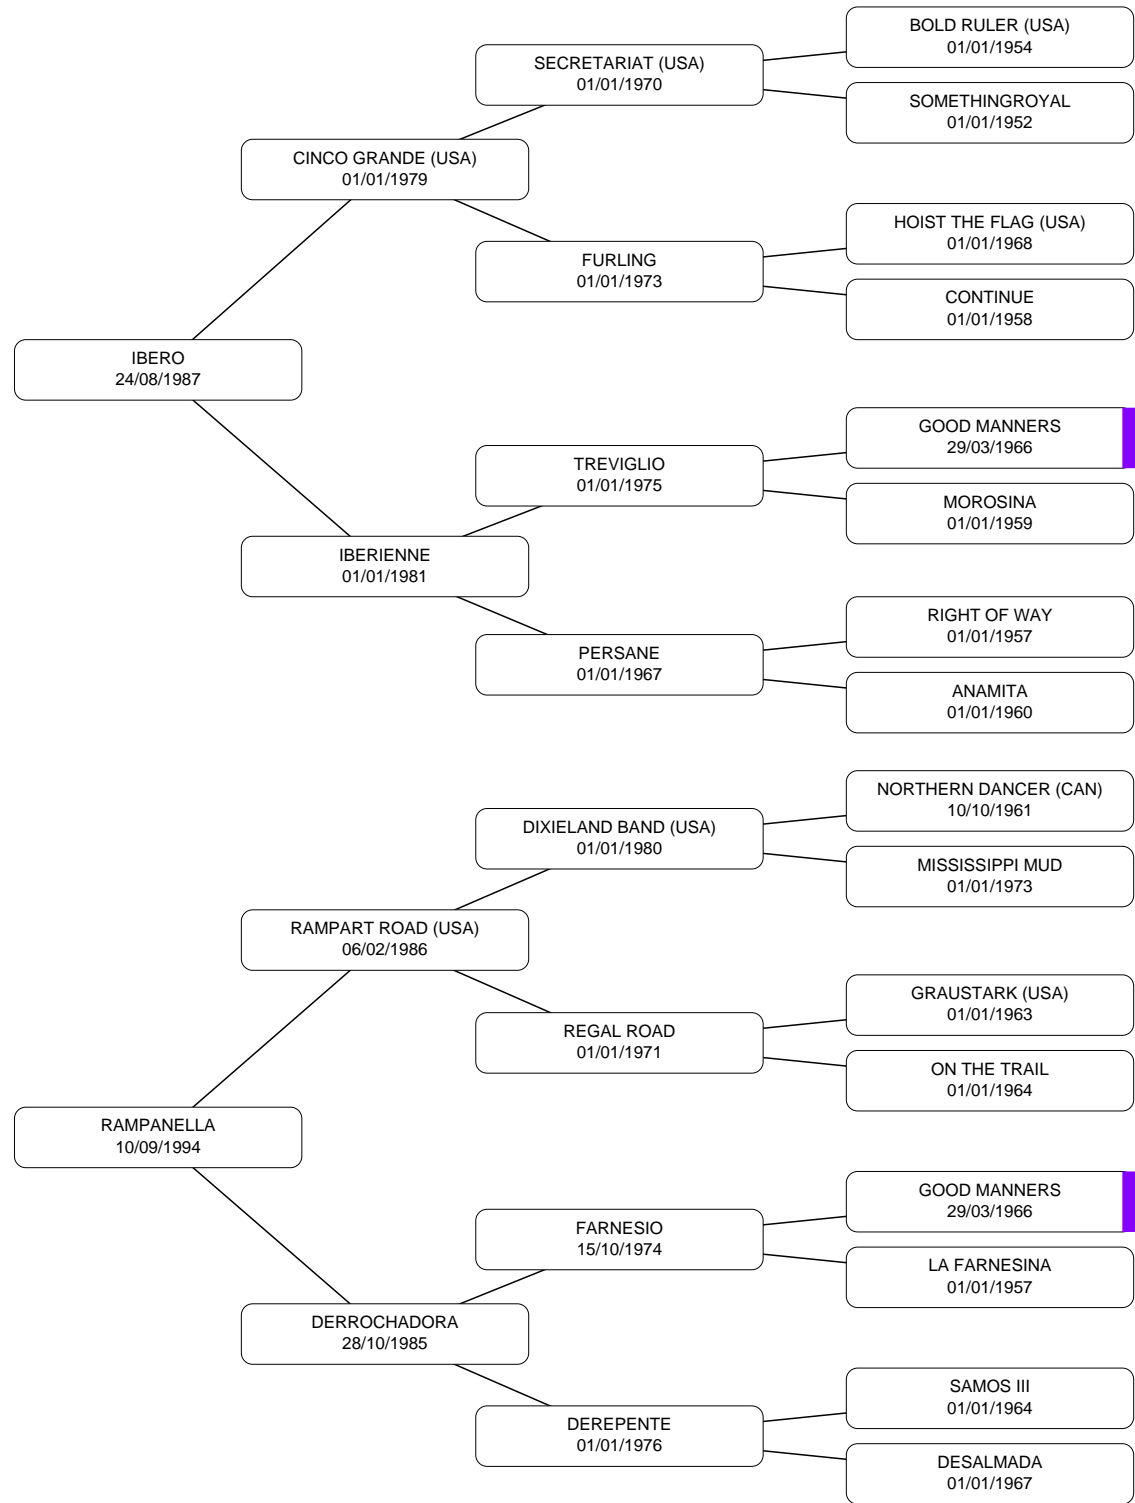 BOLD RULER (USA)
01/01/1954
SECRETARIAT (USA)
01/01/1970
SOMETHINGROYAL
01/01/1952
CINCO GRANDE (USA)
01/01/1979
HOIST THE FLAG (USA)
01/01/1968
FURLING
01/01/1973
CONTINUE
01/01/1958
IBERO
24/08/1987
GOOD MANNERS
29/03/1966
TREVIGLIO
01/01/1975
MOROSINA
01/01/1959
IBERIENNE
01/01/1981
RIGHT OF WAY
01/01/1957
PERSANE
01/01/1967
ANAMITA
01/01/1960
NORTHERN DANCER (CAN)
10/10/1961
DIXIELAND BAND (USA)
01/01/1980
MISSISSIPPI MUD
01/01/1973
RAMPART ROAD (USA)
06/02/1986
GRAUSTARK (USA)
01/01/1963
REGAL ROAD
01/01/1971
ON THE TRAIL
01/01/1964
RAMPANELLA
10/09/1994
GOOD MANNERS
29/03/1966
FARNESIO
15/10/1974
LA FARNESINA
01/01/1957
DERROCHADORA
28/10/1985
SAMOS III
01/01/1964
DEREPENTE
01/01/1976
DESALMADA
01/01/1967